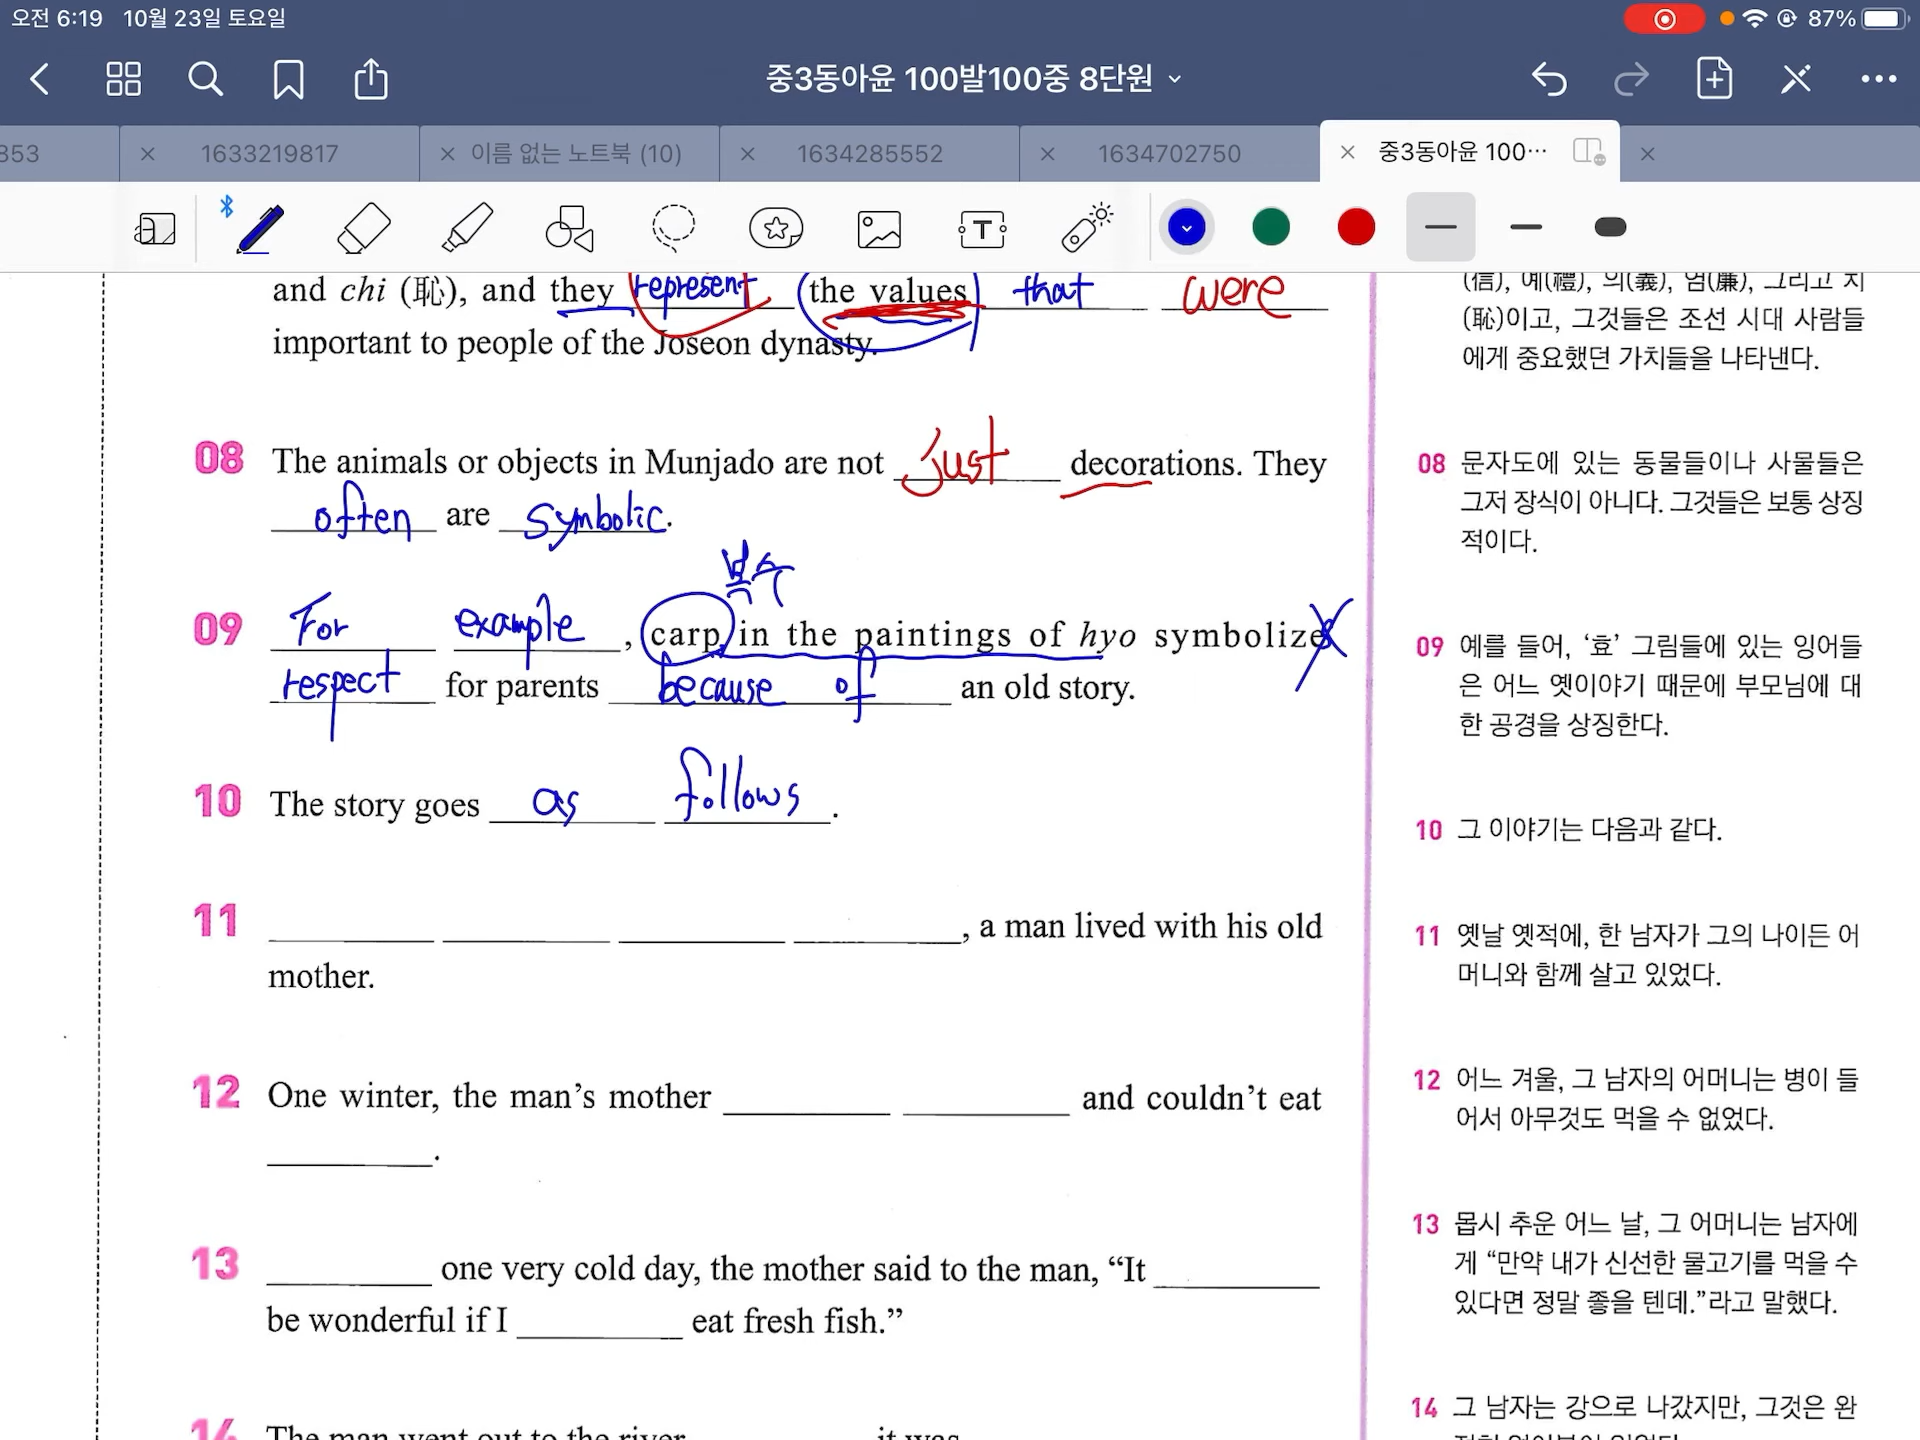 오전 6:19 10월 23일 토요일 87%
중3동아윤 100발100중 8단원
853 1633219817 이름 없는 노트북 (10) 1634285552 1634702750 중3동아윤 100···
and chi (恥), and they represent the values that were
important to people of the Joseon dynasty.
08 The animals or objects in Munjado are not just decorations. They
often are symbolic.
복수
09 For example, carp in the paintings of hyo symbolize
respect for parents because of an old story.
10 The story goes as follows.
11 , a man lived with his old
mother.
12 One winter, the man's mother and couldn't eat
.
13 one very cold day, the mother said to the man, “It
be wonderful if I eat fresh fish.”
14 The man went out to the river it was
(信), 예(禮), 의(義), 염(廉), 그리고 치
(恥)이고, 그것들은 조선 시대 사람들
에게 중요했던 가치들을 나타낸다.
08 문자도에 있는 동물들이나 사물들은
그저 장식이 아니다. 그것들은 보통 상징
적이다.
09 예를 들어, ‘효’ 그림들에 있는 잉어들
은 어느 옛이야기 때문에 부모님에 대
한 공경을 상징한다.
10 그 이야기는 다음과 같다.
11 옛날 옛적에, 한 남자가 그의 나이든 어
머니와 함께 살고 있었다.
12 어느 겨울, 그 남자의 어머니는 병이 들
어서 아무것도 먹을 수 없었다.
13 몹시 추운 어느 날, 그 어머니는 남자에
게 “만약 내가 신선한 물고기를 먹을 수
있다면 정말 좋을 텐데.”라고 말했다.
14 그 남자는 강으로 나갔지만, 그것은 완